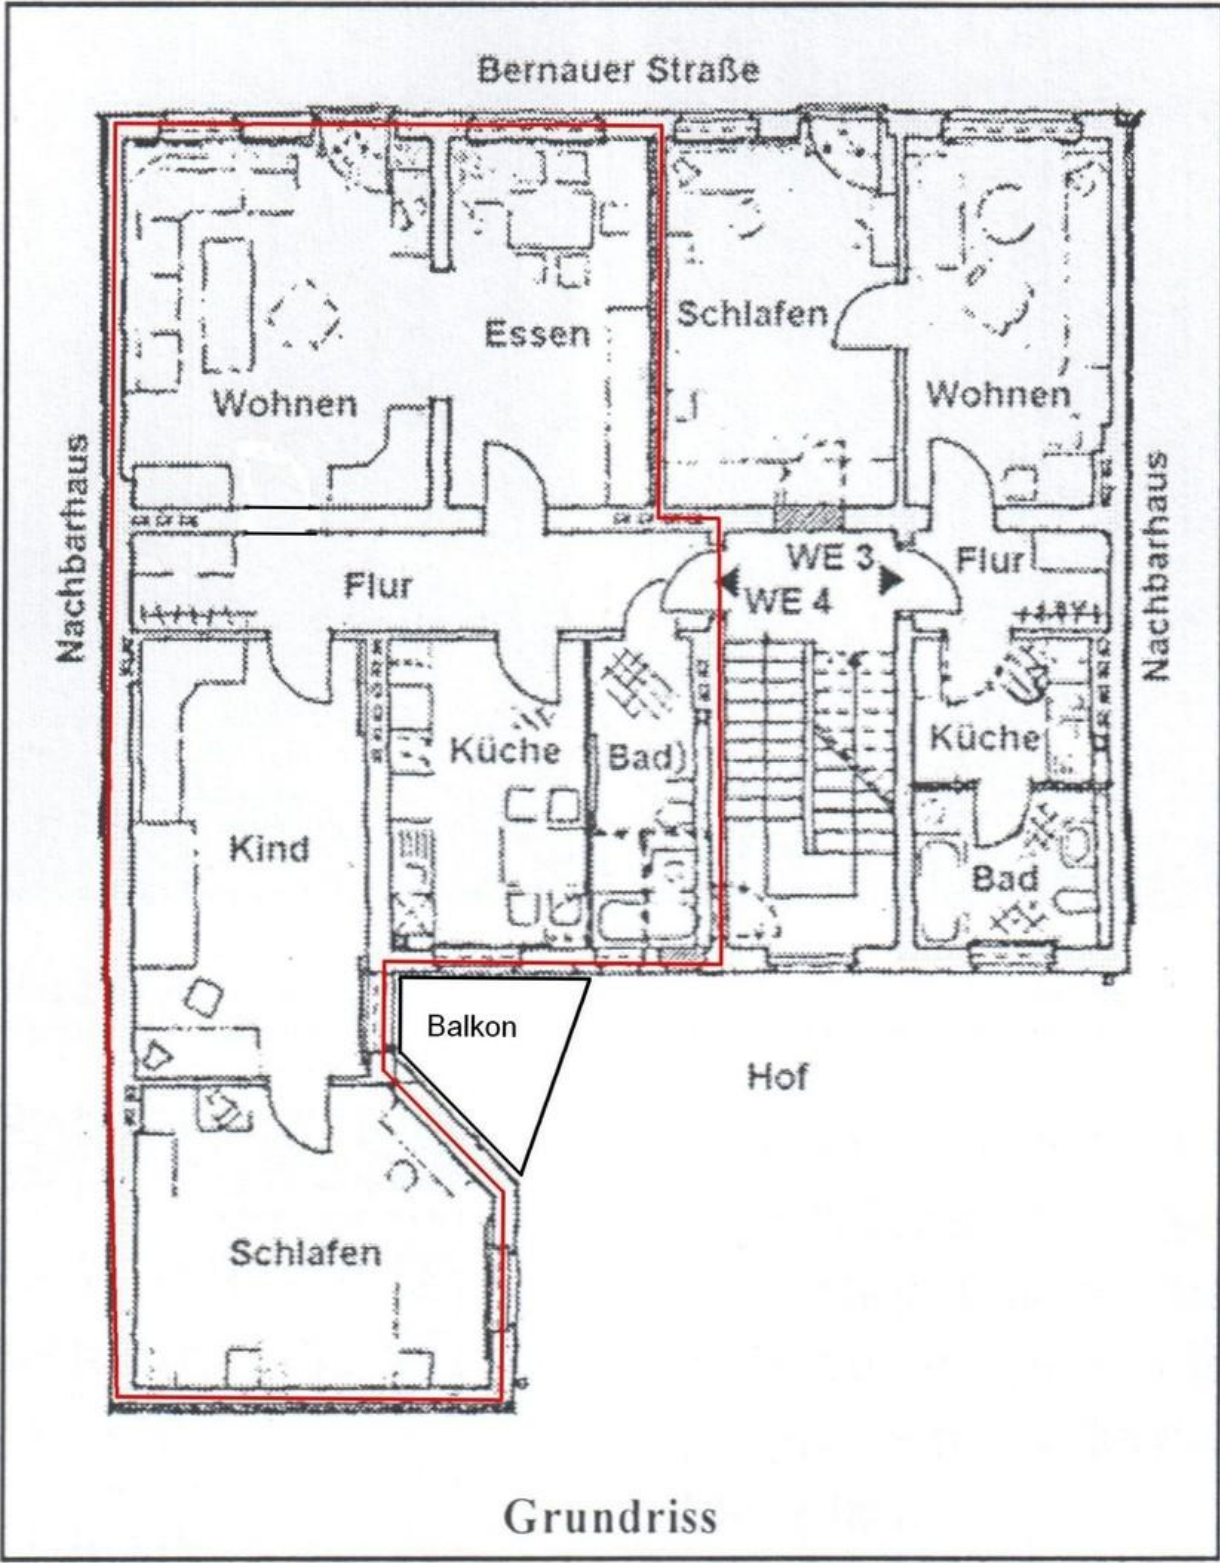 Bernauer Straße
Schlafen
Essen
Wohnen
Wohnen
Nachbarhaus
Nachbarhaus
WE 3
Flur
Flur
WE 4
Küche
Küche
Bad)
Kind
Bad
Balkon
Hof
Schlafen
Grundriss